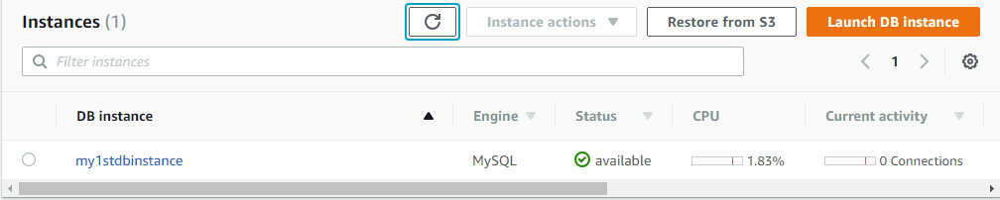 Instances (1) Instance actions Restore from S3 Launch DB instance
Filter instances 1
DB instance Engine Status CPU Current activity
my1stdbinstance MySQL available 1.83% 0 Connections